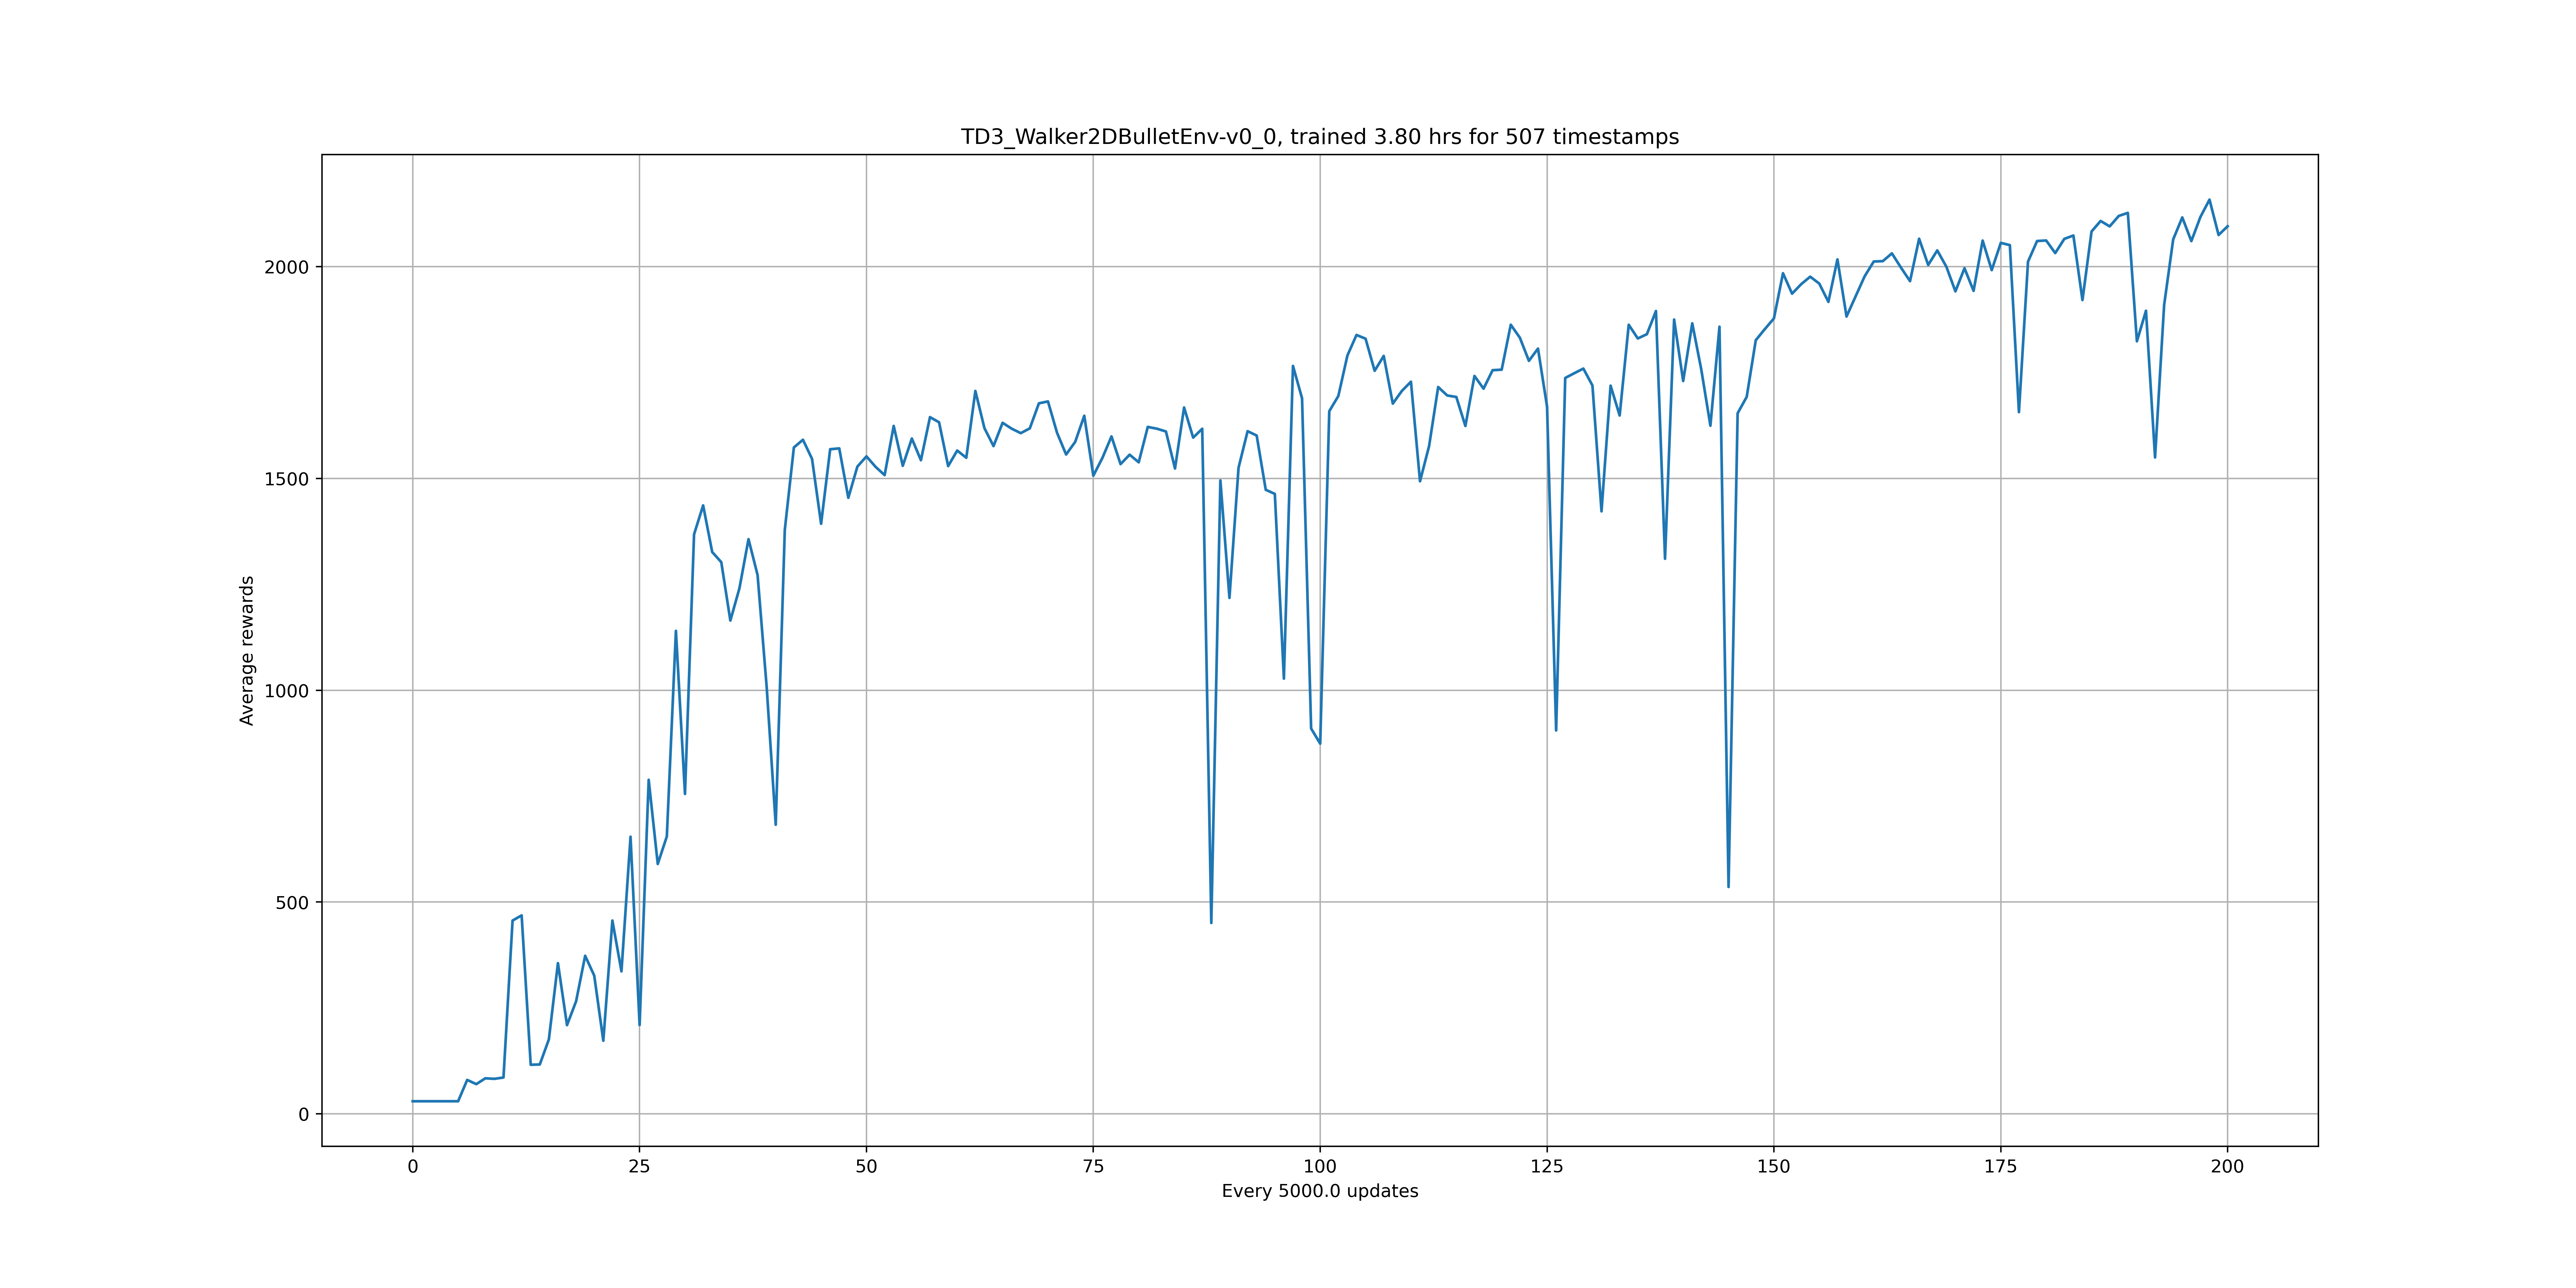 TD3_Walker2DBulletEnv-v0_0, trained 3.80 hrs for 507 timestamps
Average rewards
2000
1500
1000
500
0
0 25 50 75 100 125 150 175 200
Every 5000.0 updates